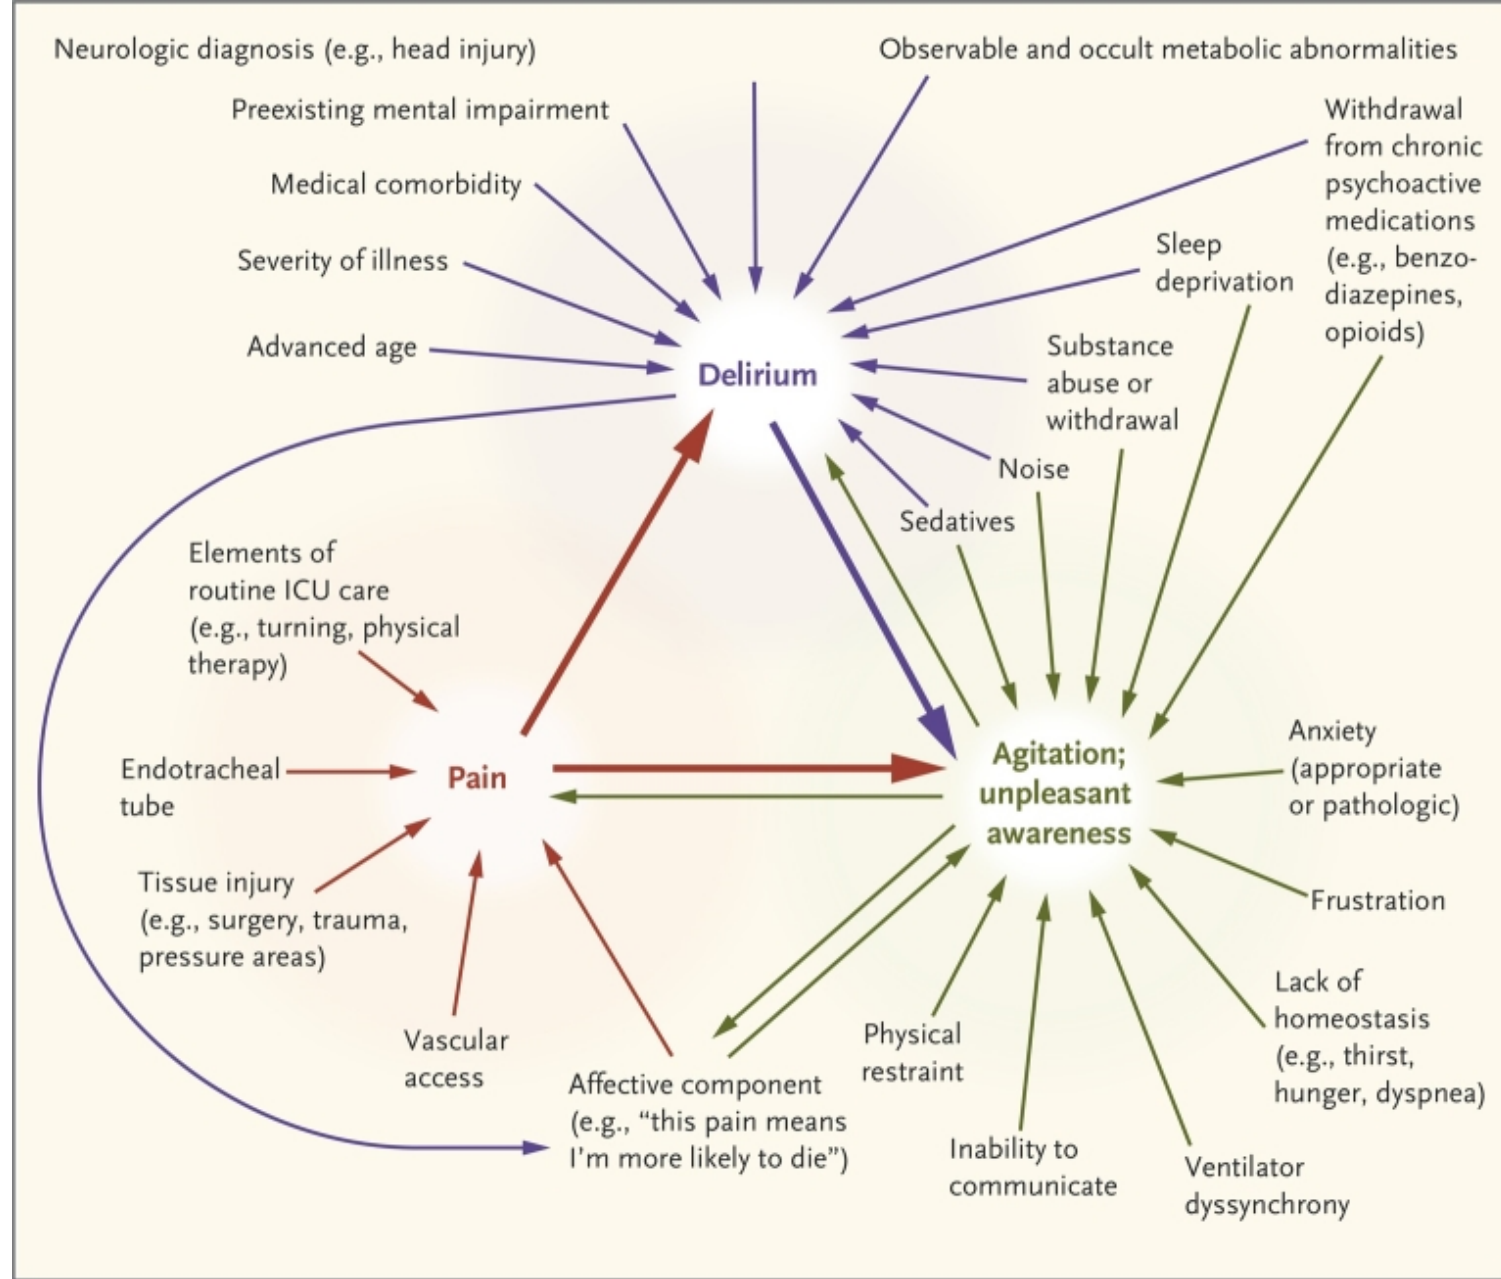 Neurologic diagnosis (e.g., head injury)
Observable and occult metabolic abnormalities
Preexisting mental impairment
Withdrawal
from chronic
psychoactive
medications
(e.g., benzo-
diazepines,
opioids)
Medical comorbidity
Sleep
deprivation
Severity of illness
Advanced age
Substance
abuse or
withdrawal
Delirium
Noise
Sedatives
Elements of
routine ICU care
(e.g., turning, physical
therapy)
Endotracheal
tube
Pain
Agitation;
unpleasant
awareness
Anxiety
(appropriate
or pathologic)
Tissue injury
(e.g., surgery, trauma,
pressure areas)
Frustration
Lack of
homeostasis
(e.g., thirst,
hunger, dyspnea)
Vascular
access
Affective component
(e.g., “this pain means
I’m more likely to die”)
Physical
restraint
Inability to
communicate
Ventilator
dyssynchrony